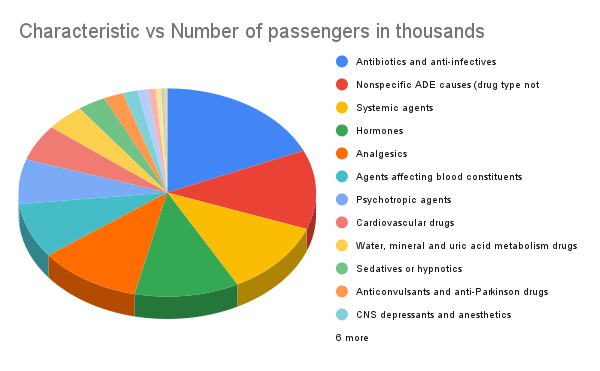 Characteristic vs Number of passengers in thousands
Antibiotics and anti-infectives
Nonspecific ADE causes (drug type not
Systemic agents
Hormones
Analgesics
Agents affecting blood constituents
Psychotropic agents
Cardiovascular drugs
Water, mineral and uric acid metabolism drugs
Sedatives or hypnotics
Anticonvulsants and anti-Parkinson drugs
CNS depressants and anesthetics
6 more